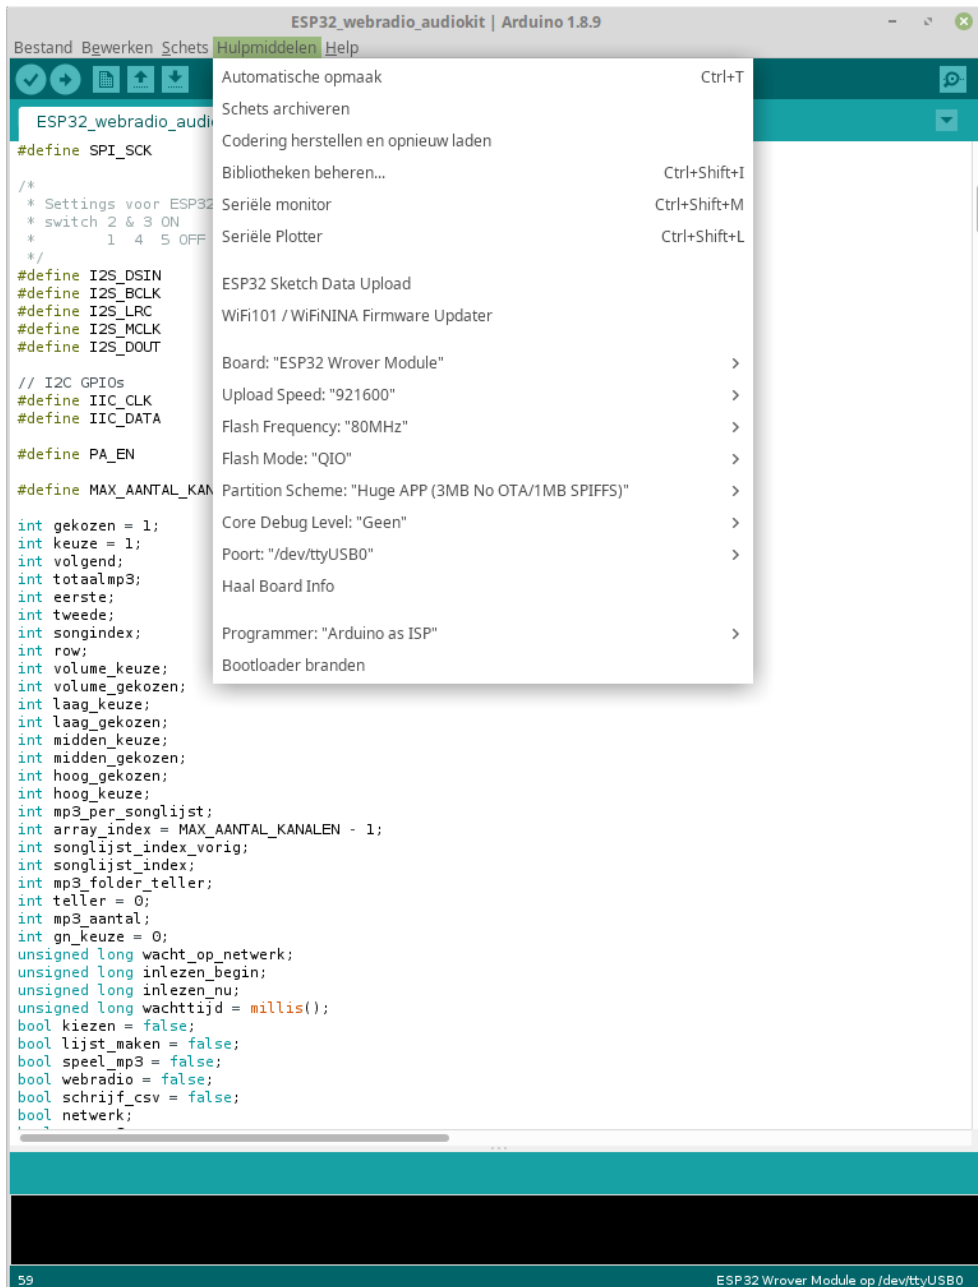 ESP32_webradio_audiokit | Arduino 1.8.9
Bestand Bewerken Schets Hulpmiddelen Help
ESP32_webradio_audi
Automatische opmaak Ctrl+T
Schets archiveren
Codering herstellen en opnieuw laden
Bibliotheken beheren... Ctrl+Shift+I
Seriële monitor Ctrl+Shift+M
Seriële Plotter Ctrl+Shift+L
ESP32 Sketch Data Upload
WiFi101 / WiFiNINA Firmware Updater
Board: "ESP32 Wrover Module"
Upload Speed: "921600"
Flash Frequency: "80MHz"
Flash Mode: "QIO"
Partition Scheme: "Huge APP (3MB No OTA/1MB SPIFFS)"
Core Debug Level: "Geen"
Poort: "/dev/ttyUSB0"
Haal Board Info
Programmer: "Arduino as ISP"
Bootloader branden
#define SPI_SCK
/*
* Settings voor ESP32
* switch 2 & 3 ON
* 1 4 5 OFF
*/
#define I2S_DSIN
#define I2S_BCLK
#define I2S_LRC
#define I2S_MCLK
#define I2S_DOUT
// I2C GPIOs
#define IIC_CLK
#define IIC_DATA
#define PA_EN
#define MAX_AANTAL_KAN
int gekozen = 1;
int keuze = 1;
int volgend;
int totaalmp3;
int eerste;
int tweede;
int songindex;
int row;
int volume_keuze;
int volume_gekozen;
int laag_keuze;
int laag_gekozen;
int midden_keuze;
int midden_gekozen;
int hoog_gekozen;
int hoog_keuze;
int mp3_per_songlijst;
int array_index = MAX_AANTAL_KANALEN - 1;
int songlijst_index_vorig;
int songlijst_index;
int mp3_folder_teller;
int teller = 0;
int mp3_aantal;
int gn_keuze = 0;
unsigned long wacht_op_netwerk;
unsigned long inlezen_begin;
unsigned long inlezen_nu;
unsigned long wachttijd = millis();
bool kiezen = false;
bool lijst_maken = false;
bool speel_mp3 = false;
bool webradio = false;
bool schrijf_csv = false;
bool netwerk;
59 ESP32 Wrover Module op /dev/ttyUSB0